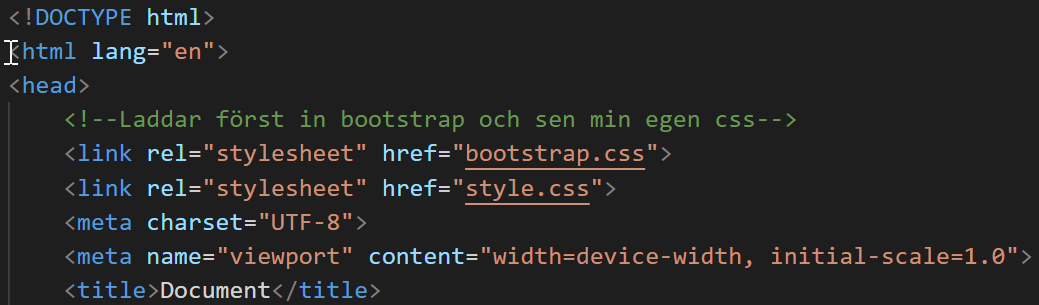 <!DOCTYPE html>
<html lang="en">
<head>
    <!--Laddar först in bootstrap och sen min egen css-->
    <link rel="stylesheet" href="bootstrap.css">
    <link rel="stylesheet" href="style.css">
    <meta charset="UTF-8">
    <meta name="viewport" content="width=device-width, initial-scale=1.0">
    <title>Document</title>